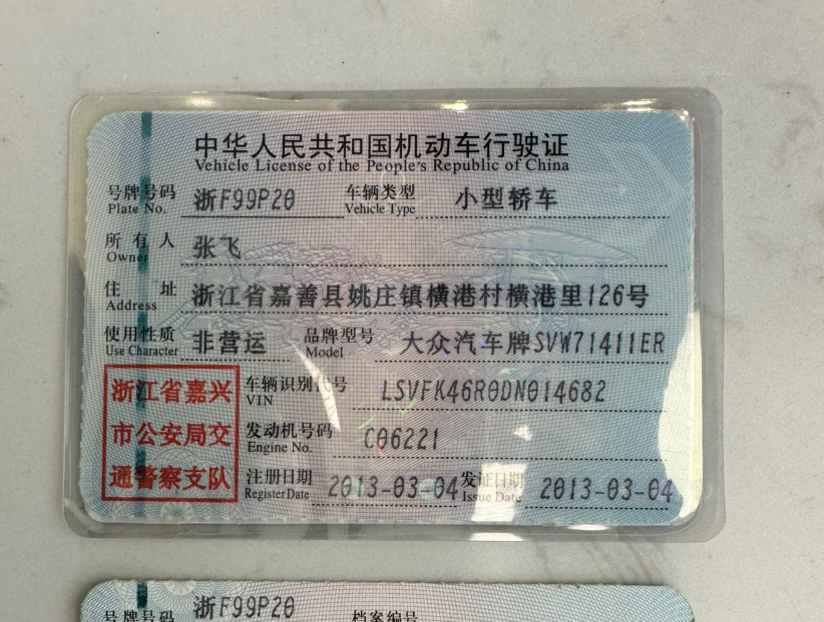 中华人民共和国机动车行驶证
Vehicle License of the People's Republic of China
号牌号码 浙F99P20 车辆类型 小型轿车
Plate No. Vehicle Type
所有人 张飞
Owner
住址 浙江省嘉善县姚庄镇横港村横港里126号
Address
使用性质 非营运 品牌型号 大众汽车牌SVW71411ER
Use Character Model
浙江省嘉兴 车辆识别代号 LSVFK46R0DN014682
VIN
市公安局交 发动机号码 C06221
Engine No.
通警察支队 注册日期 2013-03-04 发证日期 2013-03-04
Register Date Issue Date
号牌号码 浙F99P20 档案编号